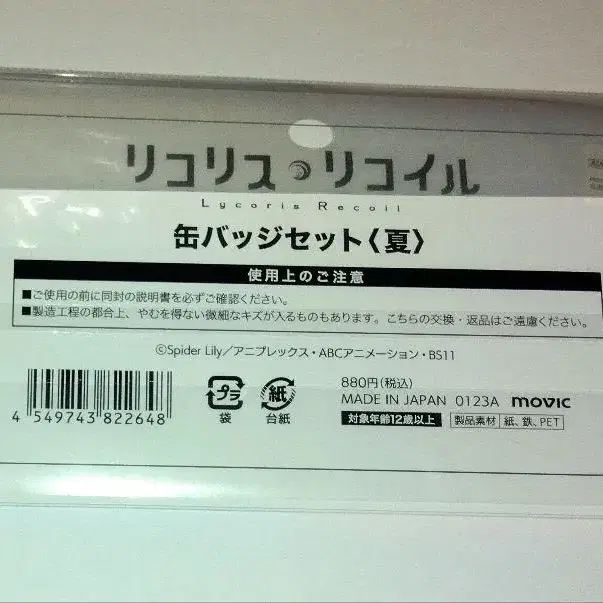 リコリス・リコイル
Lycoris Recoil
缶バッジセット〈夏〉
使用上のご注意
■ご使用の前に同封の説明書を必ずご確認ください。
■製造工程の都合上、やむを得ない微細なキズが入るものもあります。こちらの交換・返品はご遠慮ください。
©Spider Lily／アニプレックス・ABCアニメーション・BS11
4 549743 822648
プラ
袋
紙
台紙
880円(税込)
MADE IN JAPAN 0123A movic
対象年齢12歳以上 製品素材 紙、鉄、PET